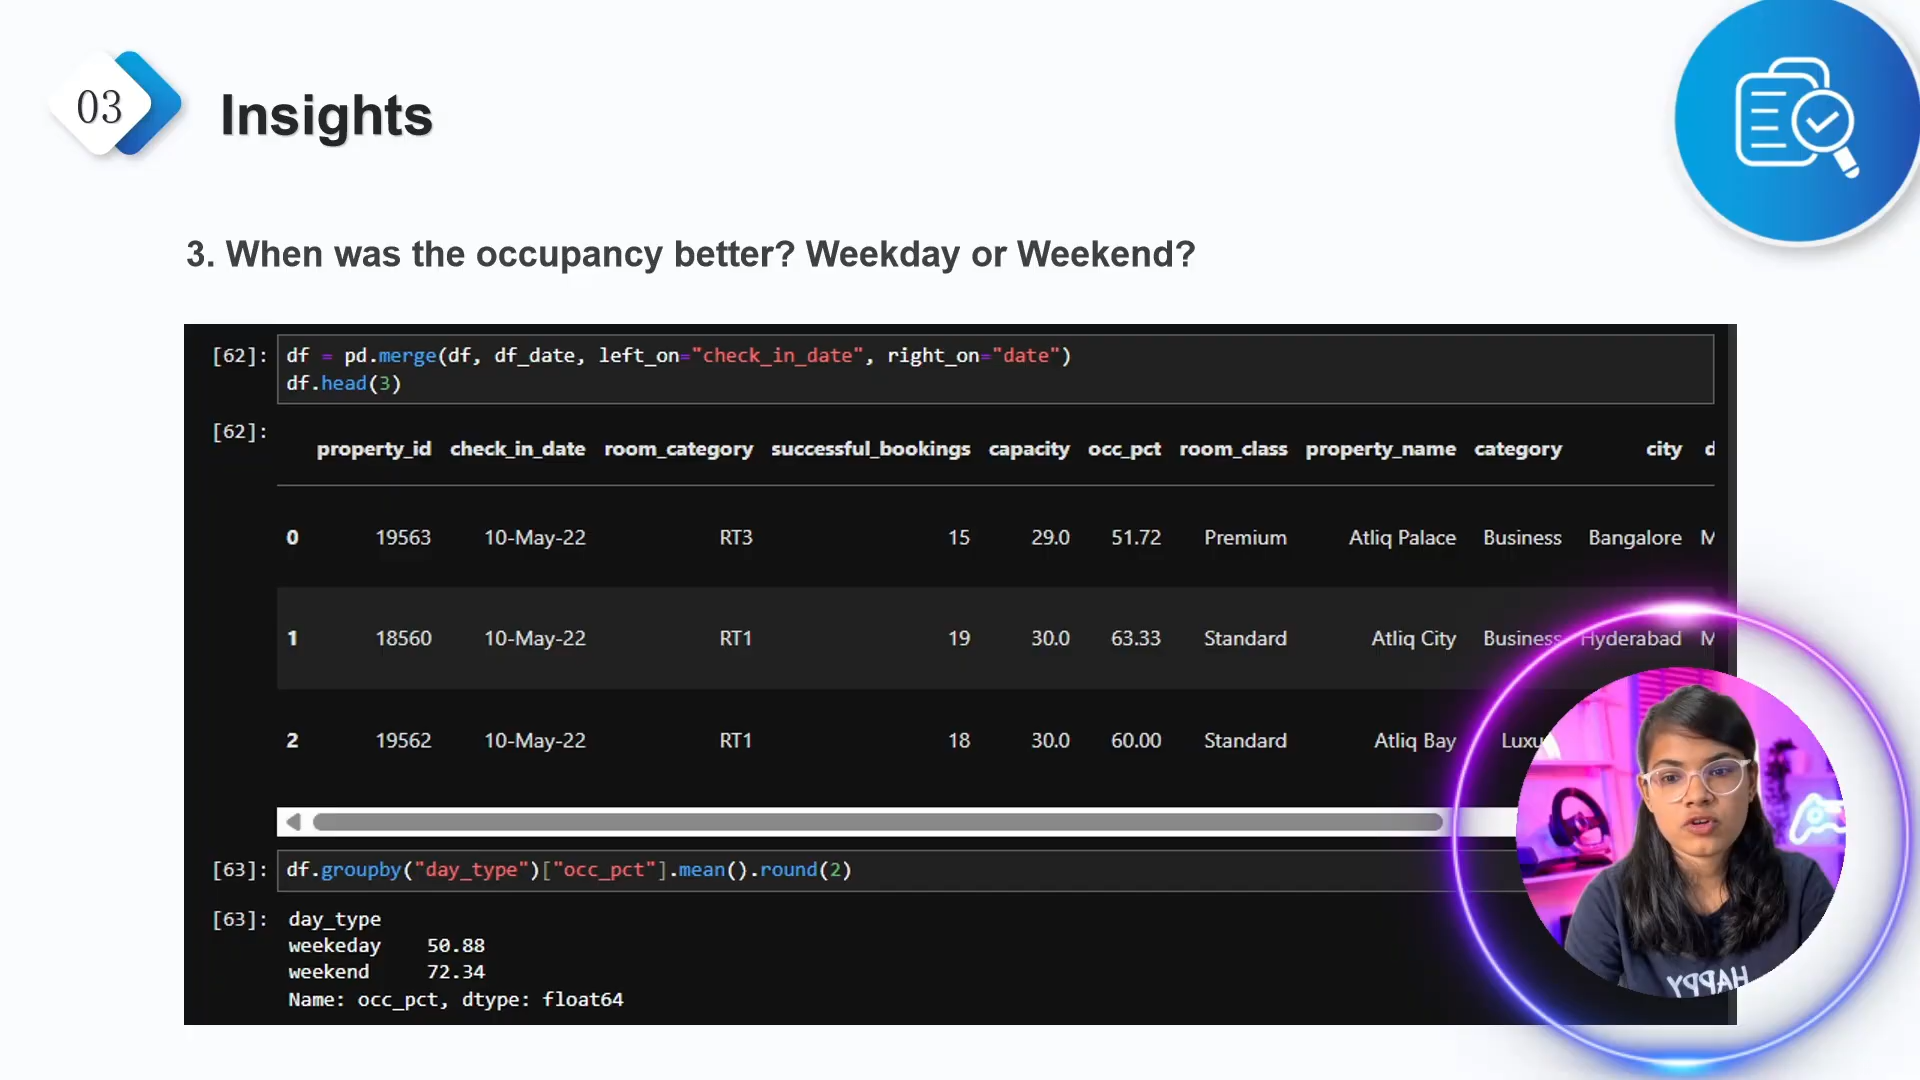 03
Insights
3. When was the occupancy better? Weekday or Weekend?
[62]: df = pd.merge(df, df_date, left_on="check_in_date", right_on="date")
df.head(3)
[62]:
property_id check_in_date room_category successful_bookings capacity occ_pct room_class property_name category city d
0 19563 10-May-22 RT3 15 29.0 51.72 Premium Atliq Palace Business Bangalore M
1 18560 10-May-22 RT1 19 30.0 63.33 Standard Atliq City Business Hyderabad M
2 19562 10-May-22 RT1 18 30.0 60.00 Standard Atliq Bay Luxu
[63]: df.groupby("day_type")["occ_pct"].mean().round(2)
[63]: day_type
weekeday 50.88
weekend 72.34
Name: occ_pct, dtype: float64
HAPPY